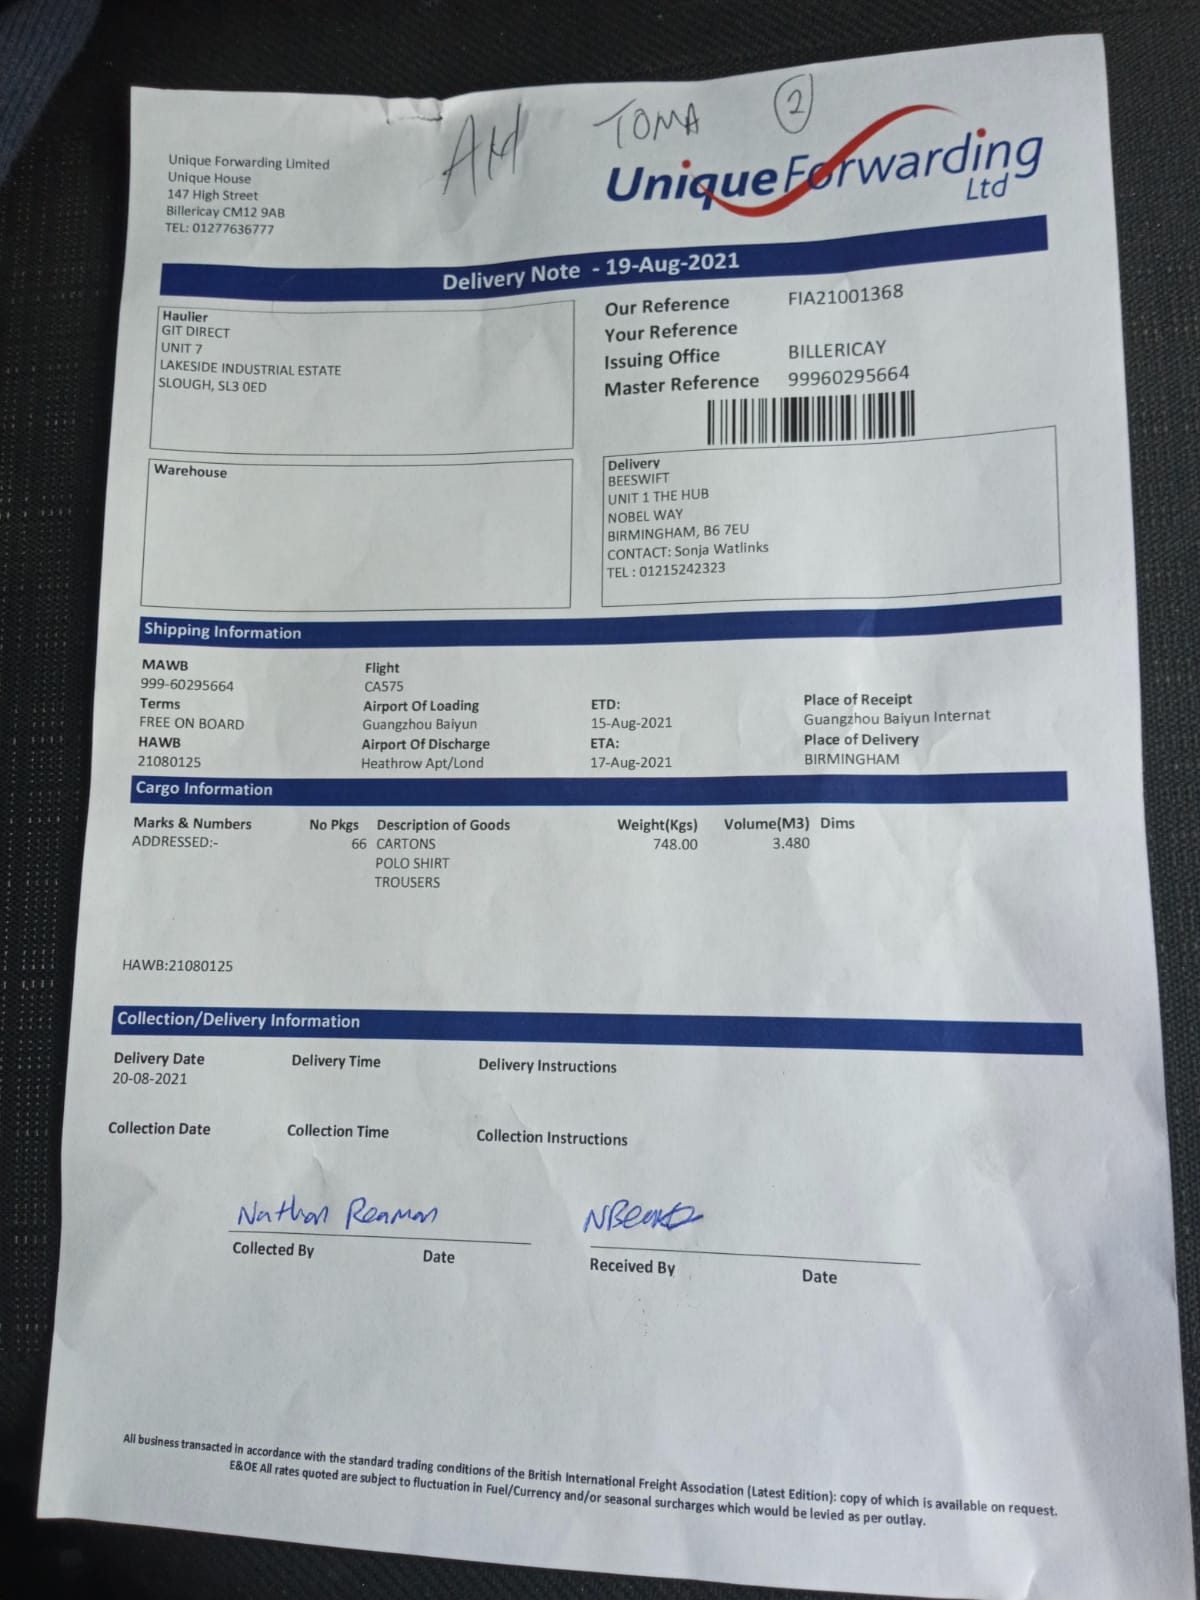 AM TOMA 2
Unique Forwarding Limited
Unique House
147 High Street
Billericay CM12 9AB
TEL: 01277636777
UniqueForwarding
Ltd
Delivery Note - 19-Aug-2021
Haulier
GIT DIRECT
UNIT 7
LAKESIDE INDUSTRIAL ESTATE
SLOUGH, SL3 0ED
Our Reference FIA21001368
Your Reference
Issuing Office BILLERICAY
Master Reference 99960295664
Warehouse
Delivery
BEESWIFT
UNIT 1 THE HUB
NOBEL WAY
BIRMINGHAM, B6 7EU
CONTACT: Sonja Watlinks
TEL : 01215242323
Shipping Information
MAWB Flight
999-60295664 CA575
Terms Airport Of Loading ETD: Place of Receipt
FREE ON BOARD Guangzhou Baiyun 15-Aug-2021 Guangzhou Baiyun Internat
HAWB Airport Of Discharge ETA: Place of Delivery
21080125 Heathrow Apt/Lond 17-Aug-2021 BIRMINGHAM
Cargo Information
Marks & Numbers No Pkgs Description of Goods Weight(Kgs) Volume(M3) Dims
ADDRESSED:- 66 CARTONS 748.00 3.480
POLO SHIRT
TROUSERS
HAWB:21080125
Collection/Delivery Information
Delivery Date Delivery Time Delivery Instructions
20-08-2021
Collection Date Collection Time Collection Instructions
Nathan Reaman
Collected By Date
Received By Date
All business transacted in accordance with the standard trading conditions of the British International Freight Association (Latest Edition): copy of which is available on request.
E&OE All rates quoted are subject to fluctuation in Fuel/Currency and/or seasonal surcharges which would be levied as per outlay.